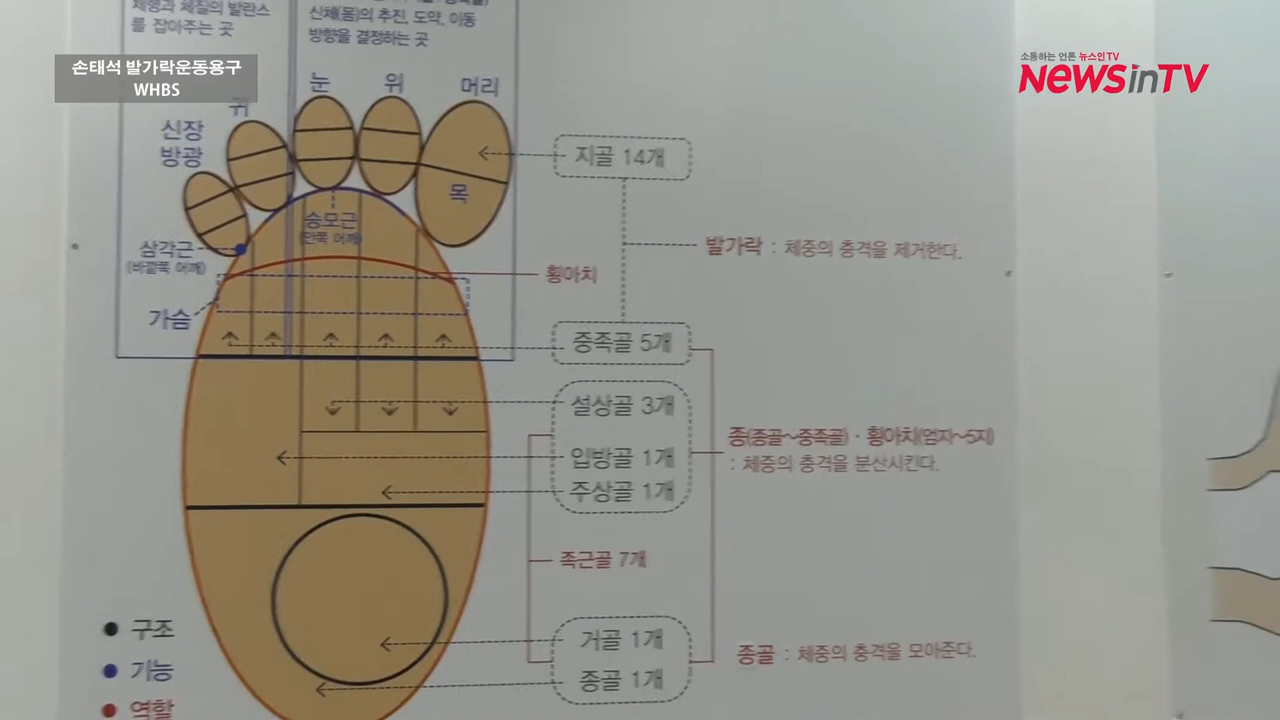 체형과 체질의 발란스
를 잡아주는 곳
신체(몸)의 추진, 도약, 이동
방향을 결정하는 곳
손태석 발가락운동용구
WHBS
소통하는 언론 뉴스인TV
NEWSinTV
눈
위
머리
귀
신장
방광
지골 14개
목
승모근
(안쪽 어깨)
삼각근
(바깥쪽 어깨)
발가락 : 체중의 충격을 제거한다.
횡아치
가슴
중족골 5개
설상골 3개
종(종골~중족골) · 횡아치(엄지~5지)
: 체중의 충격을 분산시킨다.
입방골 1개
주상골 1개
족근골 7개
구조
거골 1개
종골 : 체중의 충격을 모아준다.
기능
종골 1개
역할